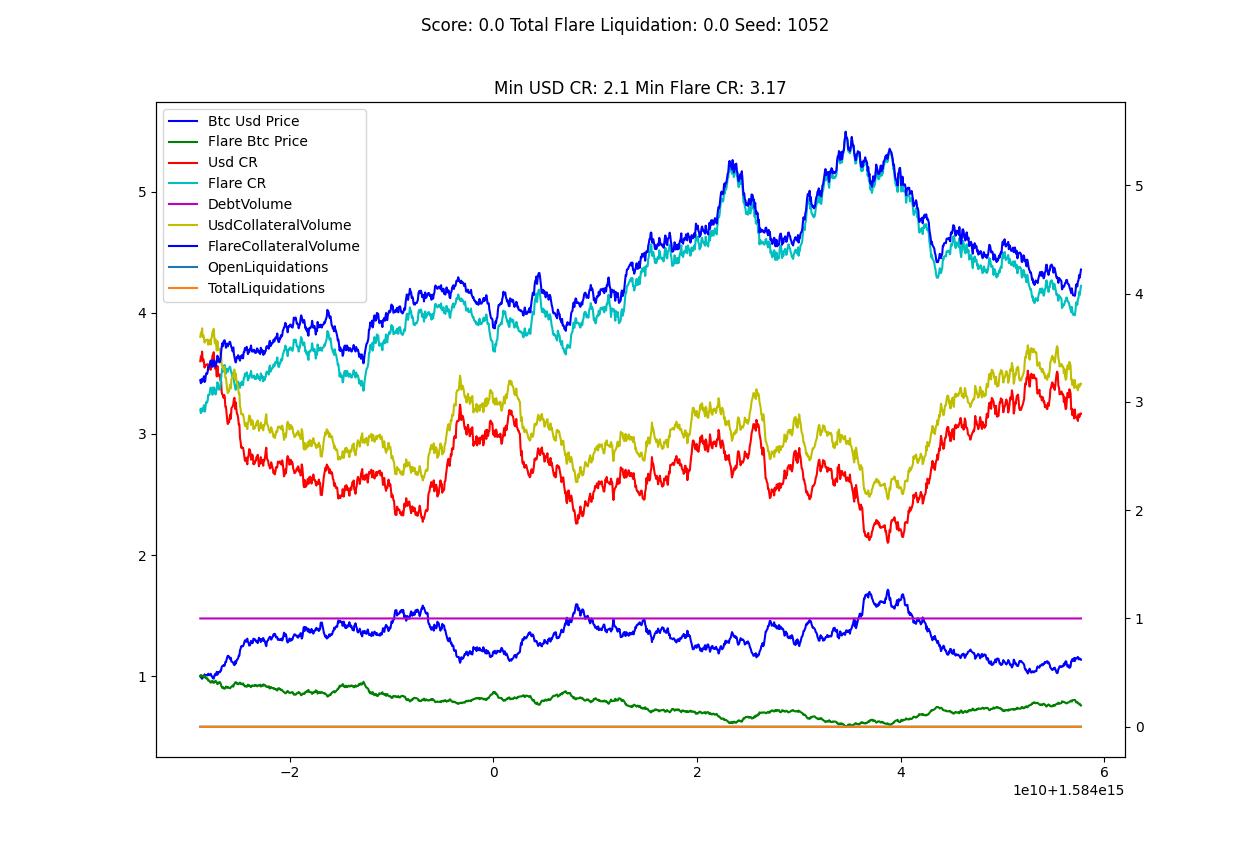 Score: 0.0 Total Flare Liquidation: 0.0 Seed: 1052
Min USD CR: 2.1 Min Flare CR: 3.17
Btc Usd Price
Flare Btc Price
Usd CR
Flare CR
DebtVolume
UsdCollateralVolume
FlareCollateralVolume
OpenLiquidations
TotalLiquidations
5
4
3
2
1
5
4
3
2
1
0
−2
0
2
4
6
1e10+1.584e15